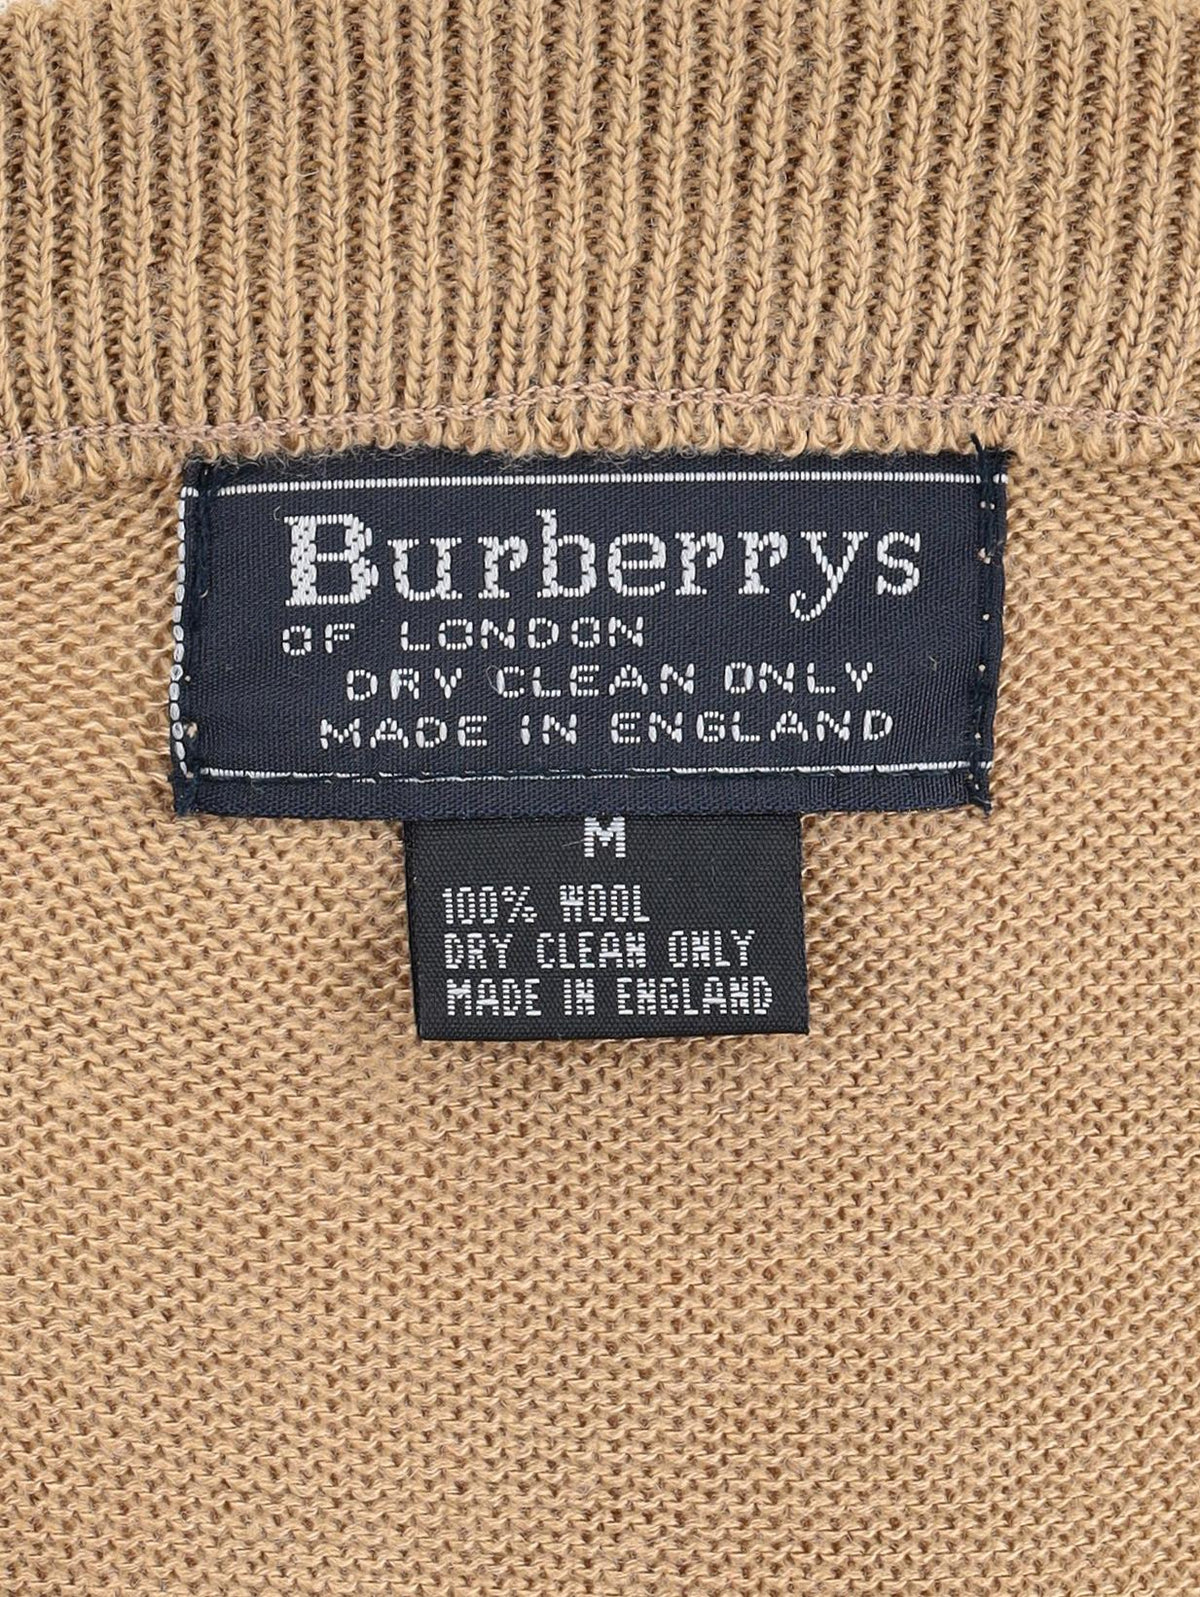 Burberrys
OF LONDON
DRY CLEAN ONLY
MADE IN ENGLAND
M
100% WOOL
DRY CLEAN ONLY
MADE IN ENGLAND